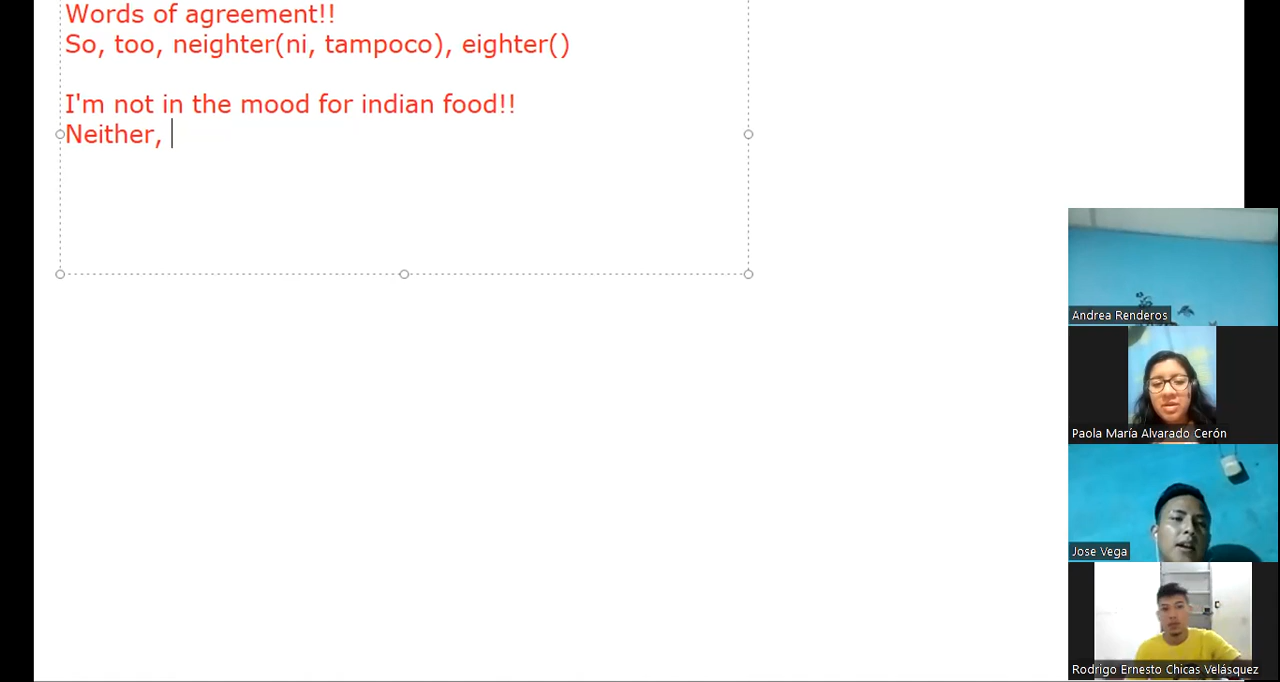 Words of agreement!!
So, too, neighter(ni, tampoco), eighter()
I'm not in the mood for indian food!!
Neither,
Andrea Renderos
Paola María Alvarado Cerón
Jose Vega
Rodrigo Ernesto Chicas Velásquez